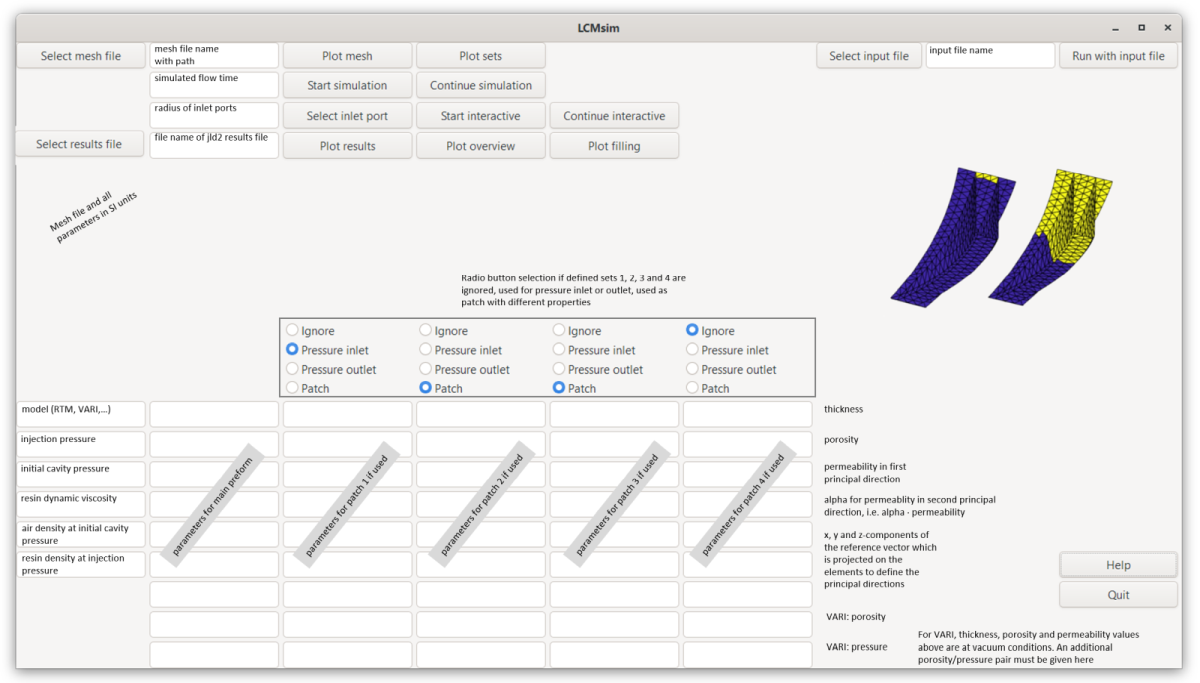 LCMsim
Select mesh file
mesh file name
with path
Plot mesh
Plot sets
Select input file
input file name
Run with input file
simulated flow time
Start simulation
Continue simulation
radius of inlet ports
Select inlet port
Start interactive
Continue interactive
Select results file
file name of jld2 results file
Plot results
Plot overview
Plot filling
Mesh file and all
parameters in SI units
Radio button selection if defined sets 1, 2, 3 and 4 are
ignored, used for pressure inlet or outlet, used as
patch with different properties
Ignore
Pressure inlet
Pressure outlet
Patch
Ignore
Pressure inlet
Pressure outlet
Patch
Ignore
Pressure inlet
Pressure outlet
Patch
Ignore
Pressure inlet
Pressure outlet
Patch
model (RTM, VARI,...)
injection pressure
initial cavity pressure
resin dynamic viscosity
air density at initial cavity
pressure
resin density at injection
pressure
parameters for main preform
parameters for patch 1 if used
parameters for patch 2 if used
parameters for patch 3 if used
parameters for patch 4 if used
thickness
porosity
permeability in first
principal direction
alpha for permeablity in second principal
direction, i.e. alpha · permeability
x, y and z-components of
the reference vector which
is projected on the
elements to define the
principal directions
VARI: porosity
VARI: pressure
For VARI, thickness, porosity and permeability values
above are at vacuum conditions. An additional
porosity/pressure pair must be given here
Help
Quit